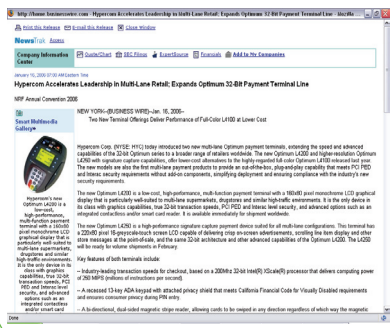 http://home.businesswire.com - Hypercom Accelerates Leadership in Multi-Lane Retail; Expands Optimum 32-Bit Payment Terminal Line - Mozilla ...
Print this Release E-mail this Release Close Window
NewsTrak Access
Company Information Center
Quote/Chart SEC Filings ExpertSource Financials Add to My Companies
January 16, 2006 07:00 AM Eastern Time
Hypercom Accelerates Leadership in Multi-Lane Retail; Expands Optimum 32-Bit Payment Terminal Line
NRF Annual Convention 2006
Smart Multimedia
Gallery
Hypercom's new
Optimum L4200 is a
low-cost,
high-performance,
multi-function payment
terminal with a 160x80
pixel monochrome LCD
graphical display that is
particularly well-suited to
multi-lane supermarkets,
drugstores and similar
high-traffic environments.
It is the only device in its
class with graphics
capabilities, true 32-bit
transaction speeds, PCI
PED and Interac level
security, and advanced
options such as an
integrated contactless
and/or smart card
NEW YORK--(BUSINESS WIRE)--Jan. 16, 2006--
Two New Terminal Offerings Deliver Performance of Full-Color L4100 at Lower Cost
Hypercom Corp. (NYSE: HYC) today introduced two new multi-lane Optimum payment terminals, extending the speed and advanced
capabilities of the 32-bit Optimum series to a broader range of retailers worldwide. The new Optimum L4200 and higher-resolution Optimum
L4250 with signature capture capabilities, offer lower-cost alternatives to the highly-regarded full-color Optimum L4100 released last year.
The new models are also the first multi-lane payment products to provide an out-of-the-box, plug-and-play capability that meets PCI PED
and Interac security requirements without add-on components, simplifying deployment and ensuring compliance with the industry's new
security requirements.
The new Optimum L4200 is a low-cost, high-performance, multi-function payment terminal with a 160x80 pixel monochrome LCD graphical
display that is particularly well-suited to multi-lane supermarkets, drugstores and similar high-traffic environments. It is the only device in
its class with graphics capabilities, true 32-bit transaction speeds, PCI PED and Interac level security, and advanced options such as an
integrated contactless and/or smart card reader. It is available immediately for shipment worldwide.
The new Optimum L4250 is a high-performance signature capture payment device suited for all multi-lane configurations. This terminal has
a 320x80 pixel 16-greyscale touch-screen LCD capable of delivering crisp on-screen advertisements, scrolling line item display and other
store messages at the point-of-sale, and the same 32-bit architecture and other advanced capabilities of the Optimum L4200. The L4250
will be ready for volume shipments in February.
Key features of both terminals include:
-- Industry-leading transaction speeds for checkout, based on a 200MHz 32-bit Intel(R) XScale(R) processor that delivers computing power
of 250 MIPS (millions of instructions per second)
-- A recessed 13-key ADA keypad with attached privacy shield that meets California Financial Code for Visually Disabled requirements
and ensures consumer privacy during PIN entry
-- A bi-directional, dual-sided magnetic stripe reader, allowing cards to be swiped in any direction regardless of which way the magnetic
Done